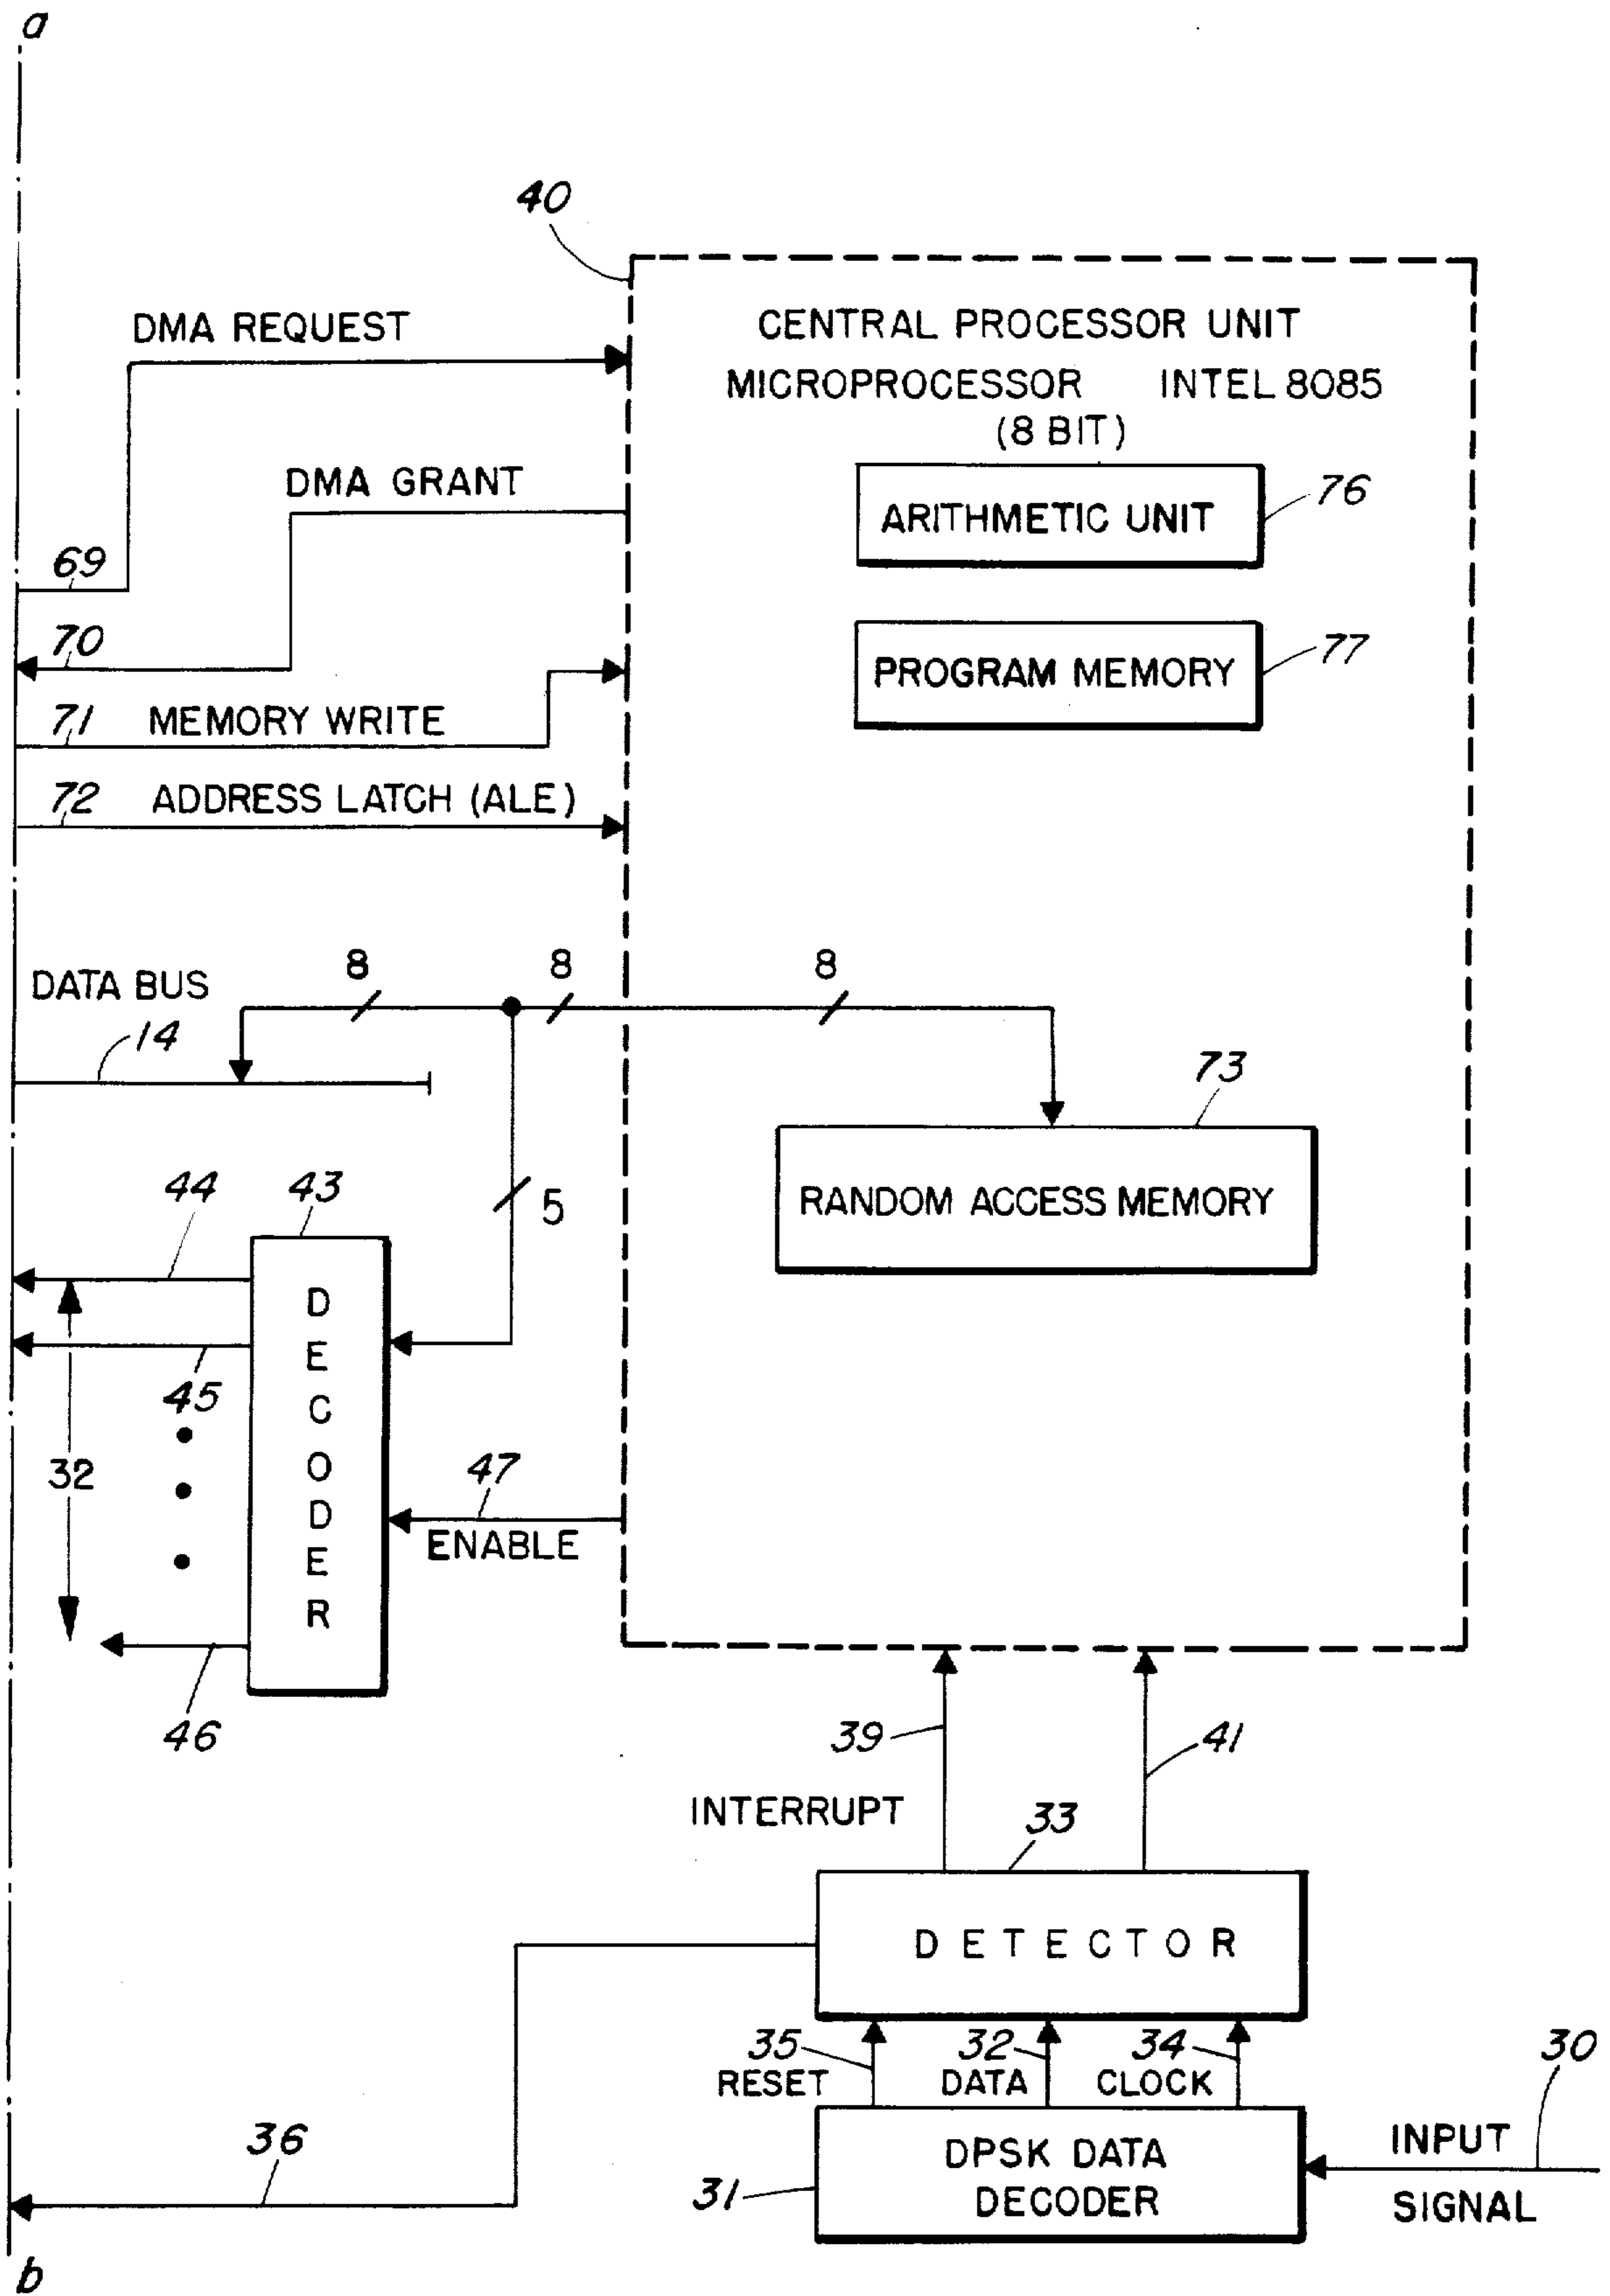 a
40
DMA REQUEST
CENTRAL PROCESSOR UNIT
MICROPROCESSOR INTEL 8085
(8 BIT)
DMA GRANT
ARITHMETIC UNIT
76
69
70
PROGRAM MEMORY
77
71 MEMORY WRITE
72 ADDRESS LATCH (ALE)
8 8 8
DATA BUS
14
73
44 43
5
RANDOM ACCESS MEMORY
45
32
DECODER
47
ENABLE
46
39
41
INTERRUPT
33
DETECTOR
35 32 34 30
RESET DATA CLOCK
36
INPUT
SIGNAL
31
DPSK DATA
DECODER
b